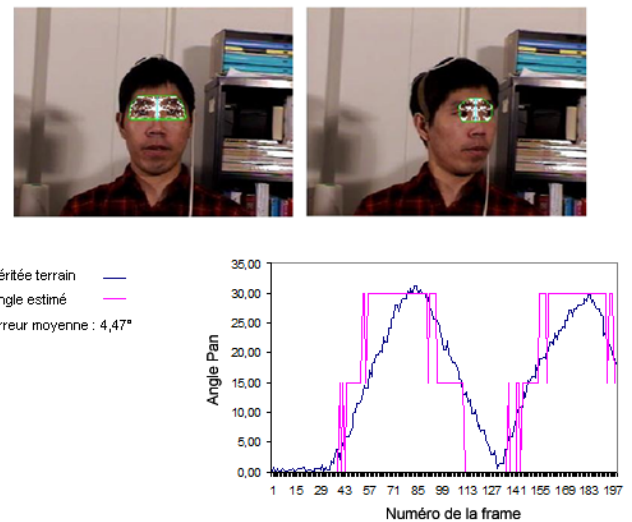 éritée terrain
ngle estimé
rreur moyenne : 4,47°
35,00
30,00
25,00
20,00
15,00
10,00
5,00
0,00
Angle Pan
1 15 29 43 57 71 85 99 113 127 141 155 169 183 197
Numéro de la frame